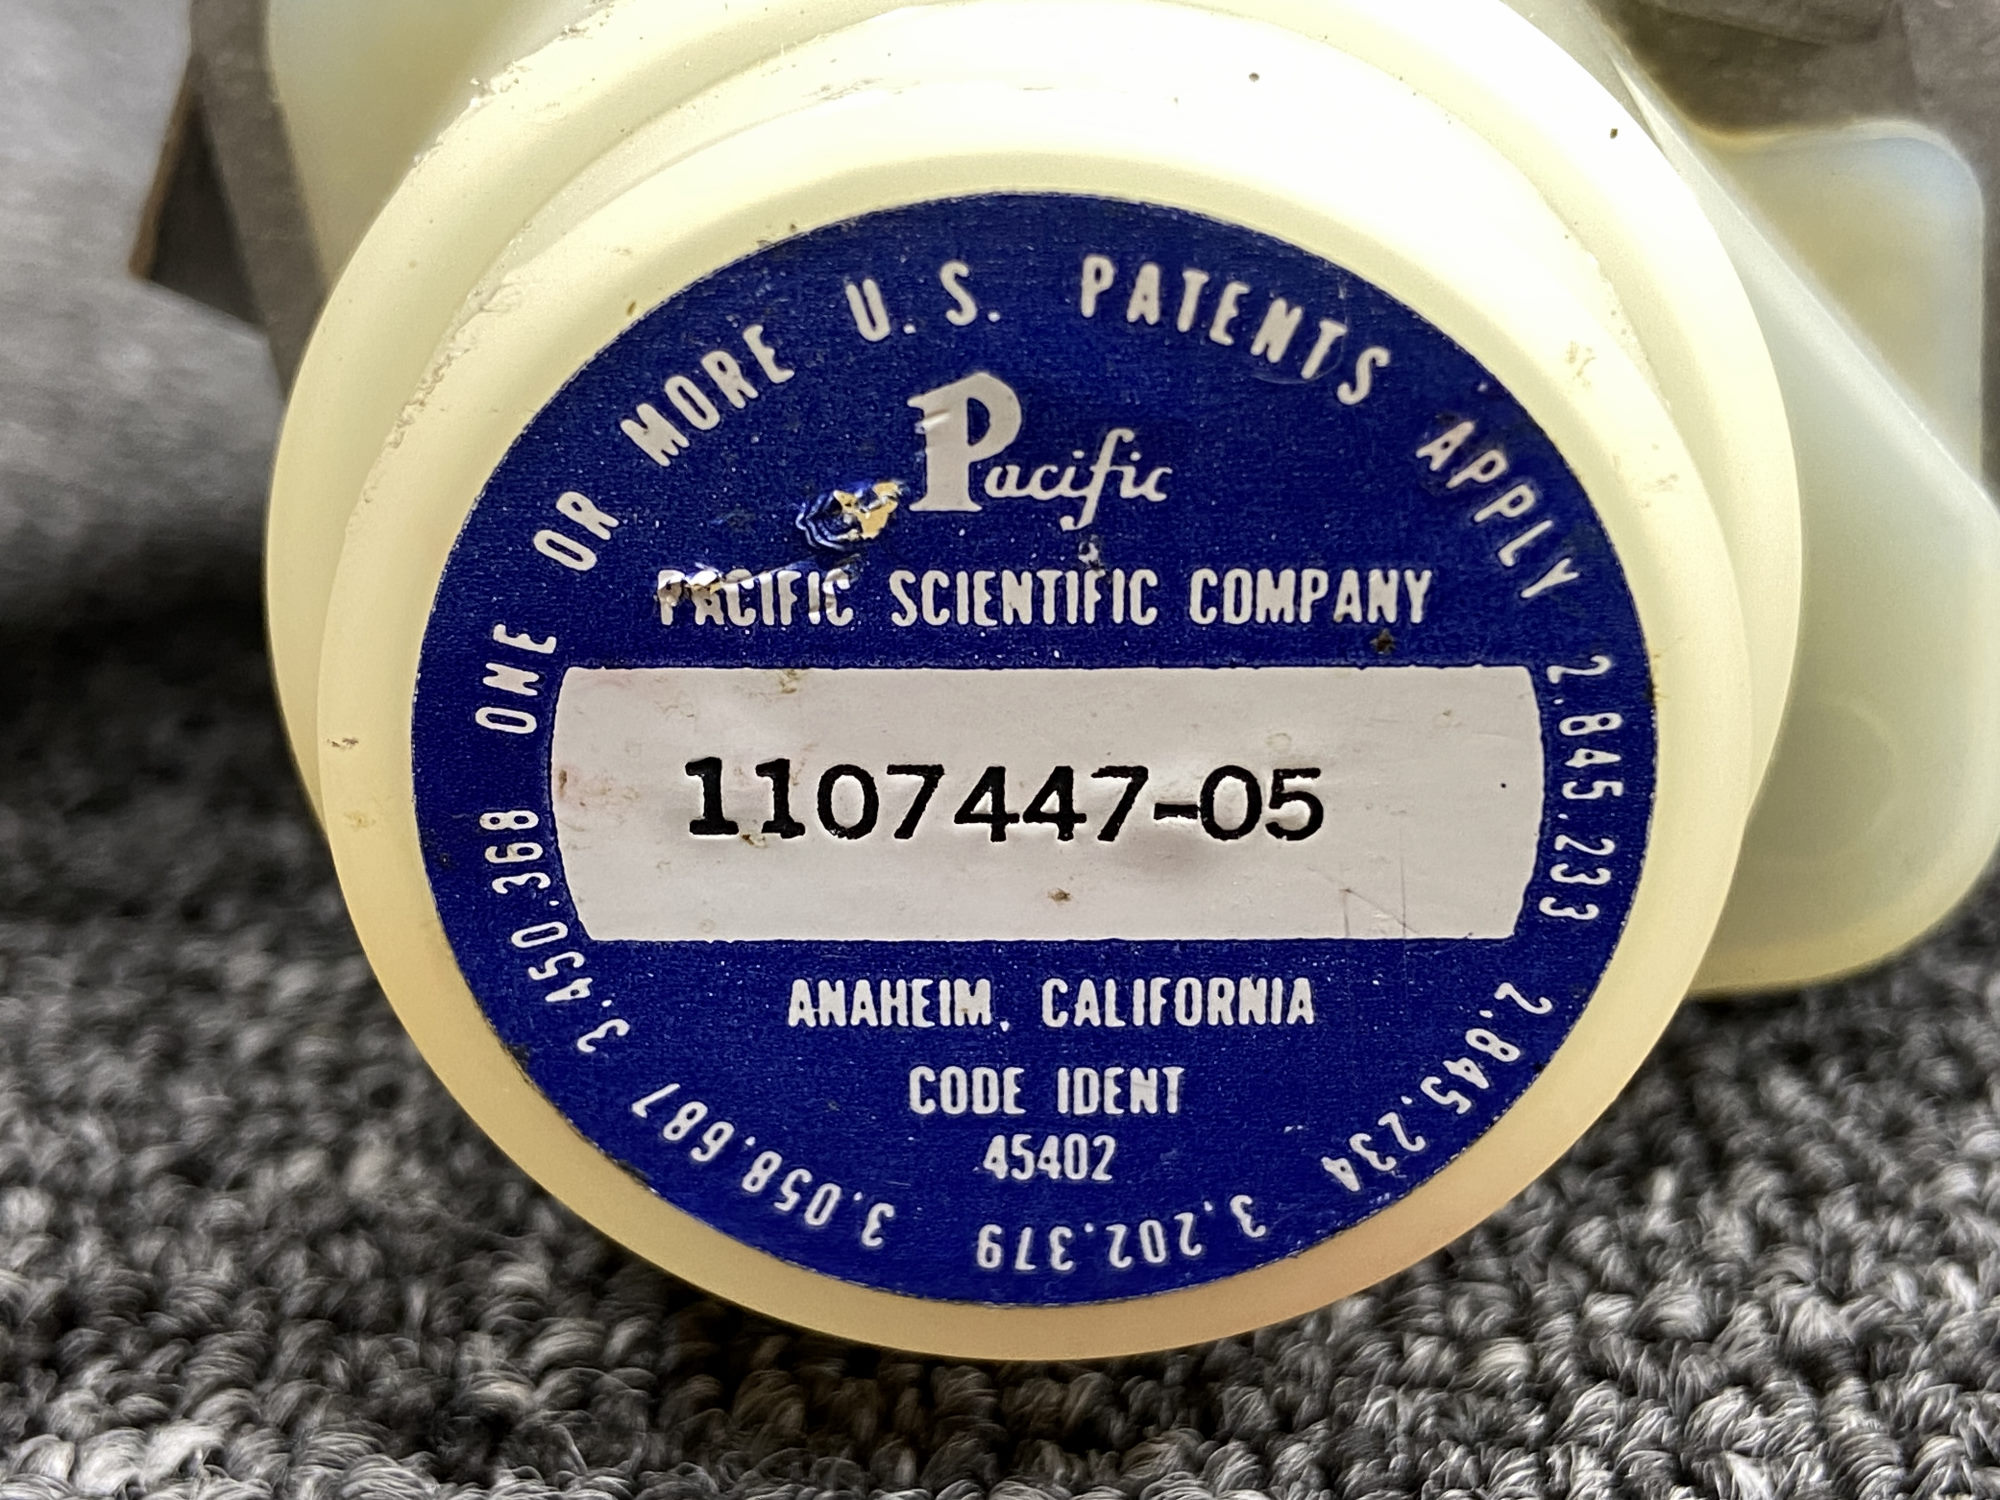 ONE OR MORE U.S. PATENTS APPLY 2.845.233 2.845.234 3.202.379 3.058.687 3.450.368
Pacific
PACIFIC SCIENTIFIC COMPANY
1107447-05
ANAHEIM, CALIFORNIA
CODE IDENT
45402